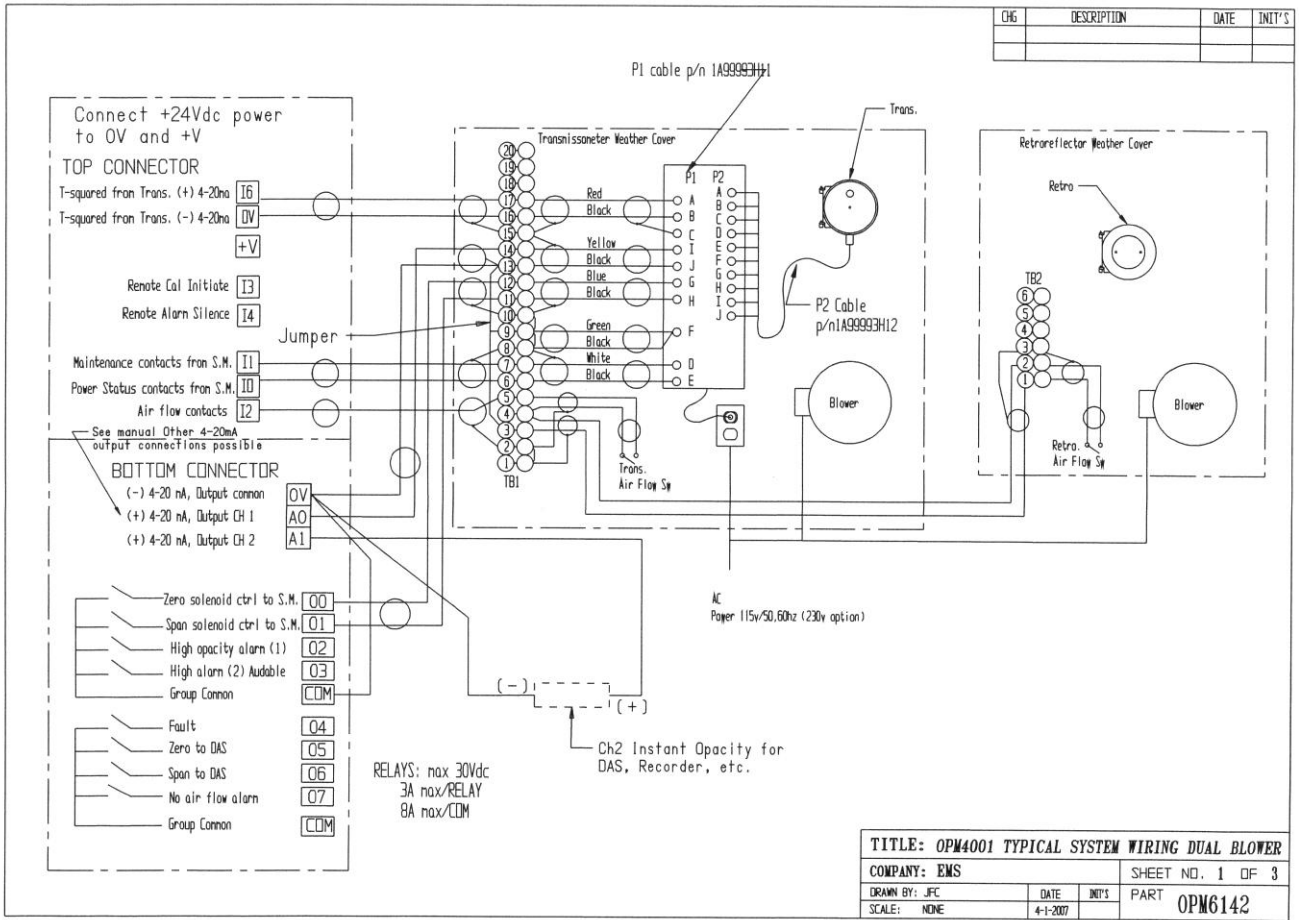 CHG DESCRIPTION DATE INIT'S
P1 cable p/n 1A99993H11
Connect +24Vdc power
to 0V and +V
TOP CONNECTOR
T-squared from Trans. (+) 4-20ma I6
T-squared from Trans. (-) 4-20ma 0V
+V
Remote Cal Initiate I3
Remote Alarm Silence I4
Jumper
Maintenance contacts from S.M. I1
Power Status contacts from S.M. I0
Air flow contacts I2
See manual Other 4-20mA
output connections possible
BOTTOM CONNECTOR
(-) 4-20 mA, Output common 0V
(+) 4-20 mA, Output CH 1 A0
(+) 4-20 mA, Output CH 2 A1
Zero solenoid ctrl to S.M. 00
Span solenoid ctrl to S.M. 01
High opacity alarm (1) 02
High alarm (2) Audable 03
Group Common COM
Fault 04
Zero to DAS 05
Span to DAS 06
No air flow alarm 07
Group Common COM
RELAYS: max 30Vdc
3A max/RELAY
8A max/COM
Transmissometer Weather Cover
20
19
18
17
16
15
14
13
12
11
10
9
8
7
6
5
4
3
2
1
TB1
Red
Black
Yellow
Black
Blue
Black
Green
Black
White
Black
P1 P2
A
B
C
I
J
G
H
F
D
E
A
B
C
D
E
F
G
H
I
J
Trans.
P2 Cable
p/n1A99993H12
Blower
Trans.
Air Flow Sw
AC
Power 115v/50,60hz (230v option)
(-)
(+)
Ch2 Instant Opacity for
DAS, Recorder, etc.
Retroreflector Weather Cover
Retro
TB2
6
5
4
3
2
1
Retro.
Air Flow Sw
Blower
TITLE: OPM4001 TYPICAL SYSTEM WIRING DUAL BLOWER
COMPANY: EMS SHEET NO. 1 OF 3
DRAWN BY: JFC DATE INIT'S PART OPM6142
SCALE: NONE 4-1-2007